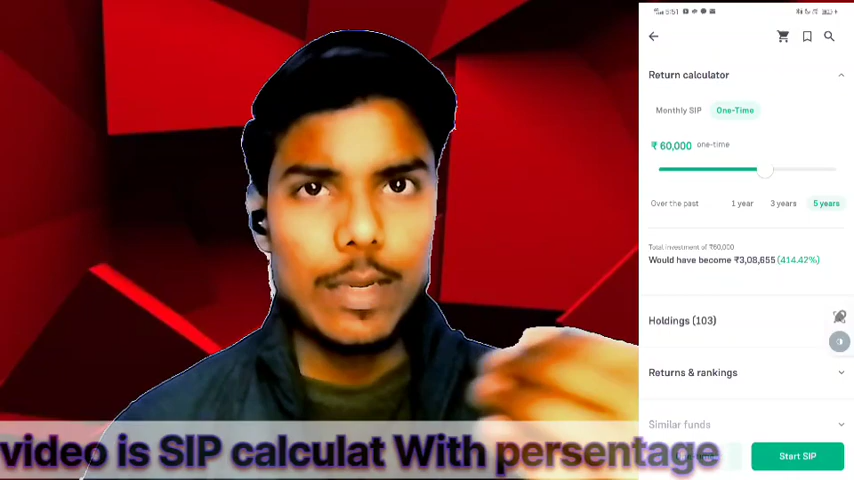 5:51
Return calculator
Monthly SIP One-Time
₹ 60,000 one-time
Over the past 1 year 3 years 5 years
Total investment of ₹60,000
Would have become ₹3,08,655 (414.42%)
Holdings (103)
Returns & rankings
Similar funds
Start SIP
video is SIP calculat With persentage